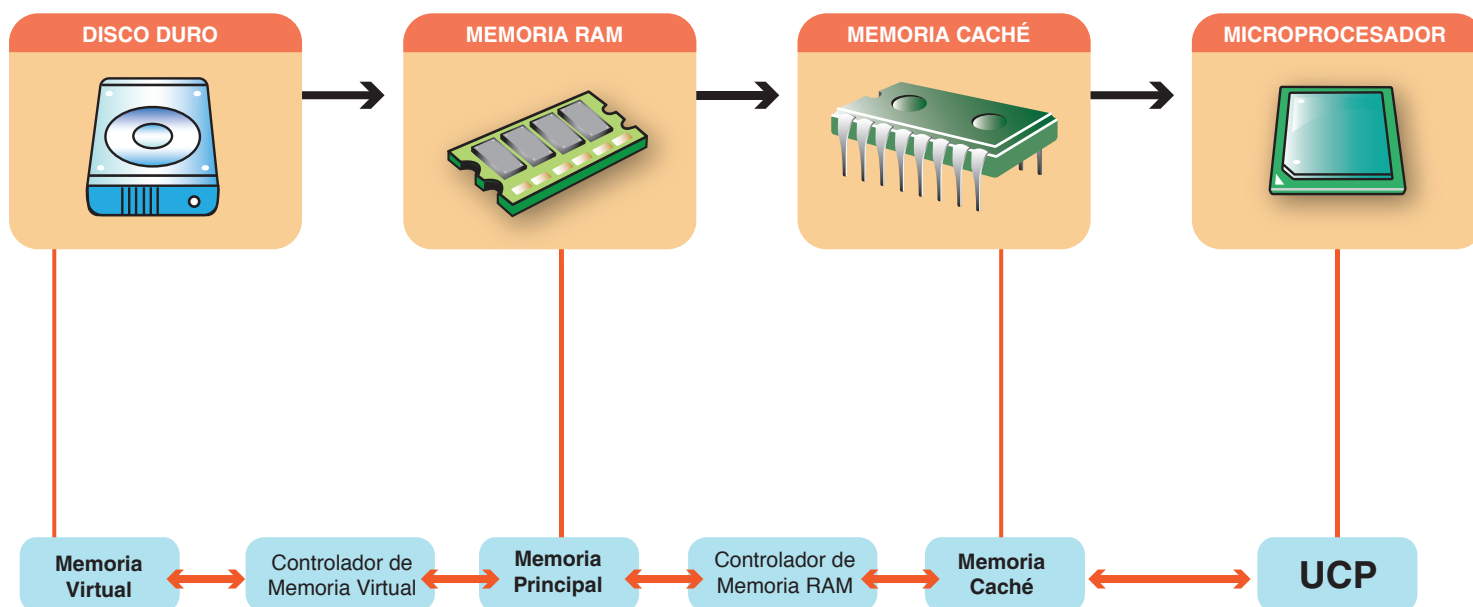 DISCO DURO
MEMORIA RAM
MEMORIA CACHÉ
MICROPROCESADOR
Memoria
Virtual
Controlador de
Memoria Virtual
Memoria
Principal
Controlador de
Memoria RAM
Memoria
Caché
UCP